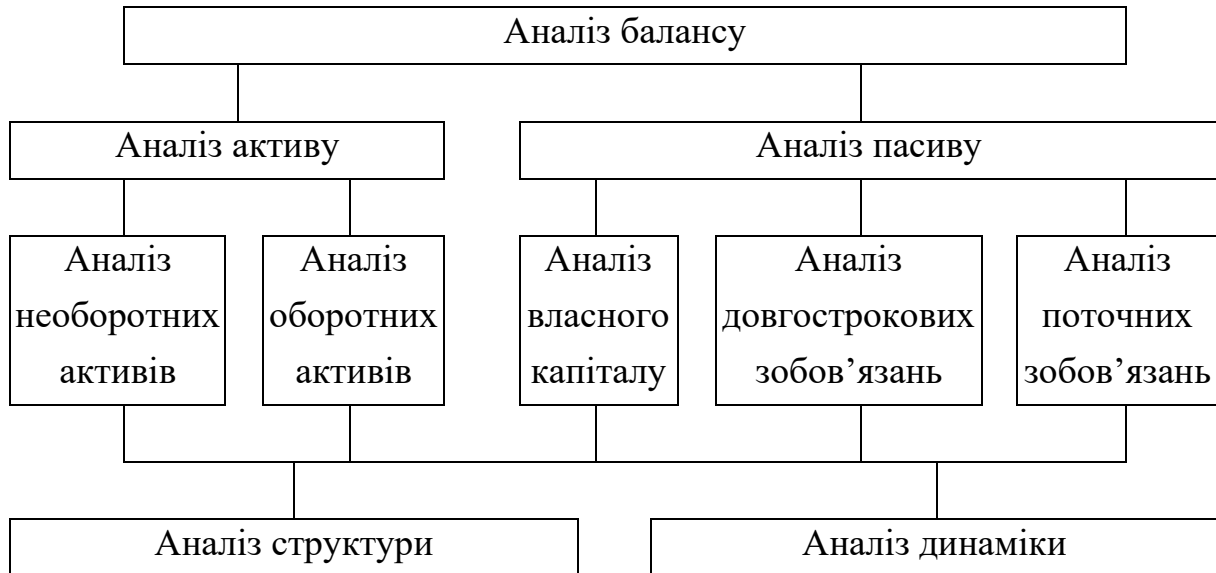 Аналіз балансу
Аналіз активу
Аналіз пасиву
Аналіз
необоротних
активів
Аналіз
оборотних
активів
Аналіз
власного
капіталу
Аналіз
довгострокових
зобов’язань
Аналіз
поточних
зобов’язань
Аналіз структури
Аналіз динаміки